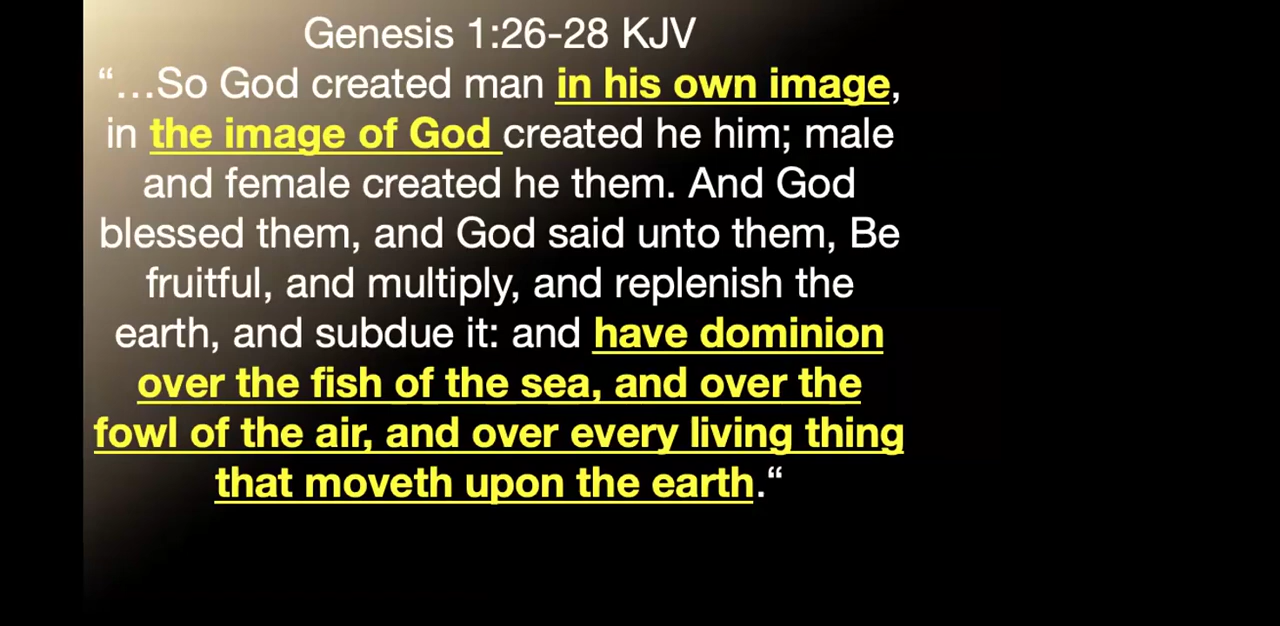 Genesis 1:26-28 KJV
“…So God created man in his own image,
in the image of God created he him; male
and female created he them. And God
blessed them, and God said unto them, Be
fruitful, and multiply, and replenish the
earth, and subdue it: and have dominion
over the fish of the sea, and over the
fowl of the air, and over every living thing
that moveth upon the earth.“